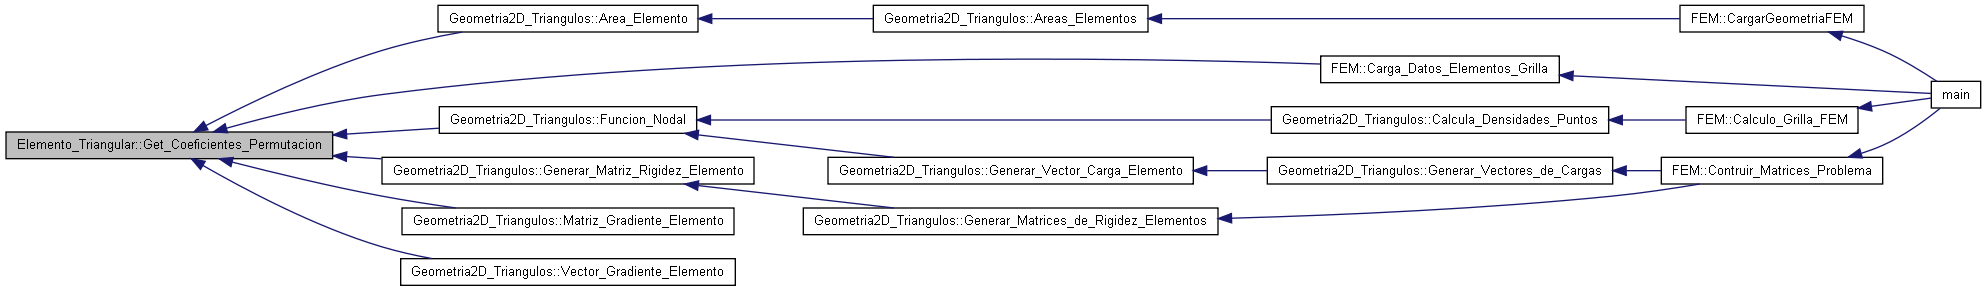 Geometria2D_Triangulos::Area_Elemento
Geometria2D_Triangulos::Areas_Elementos
FEM::CargarGeometriaFEM
FEM::Carga_Datos_Elementos_Grilla
main
Geometria2D_Triangulos::Funcion_Nodal
Geometria2D_Triangulos::Calcula_Densidades_Puntos
FEM::Calculo_Grilla_FEM
Elemento_Triangular::Get_Coeficientes_Permutacion
Geometria2D_Triangulos::Generar_Matriz_Rigidez_Elemento
Geometria2D_Triangulos::Generar_Vector_Carga_Elemento
Geometria2D_Triangulos::Generar_Vectores_de_Cargas
FEM::Contruir_Matrices_Problema
Geometria2D_Triangulos::Matriz_Gradiente_Elemento
Geometria2D_Triangulos::Generar_Matrices_de_Rigidez_Elementos
Geometria2D_Triangulos::Vector_Gradiente_Elemento